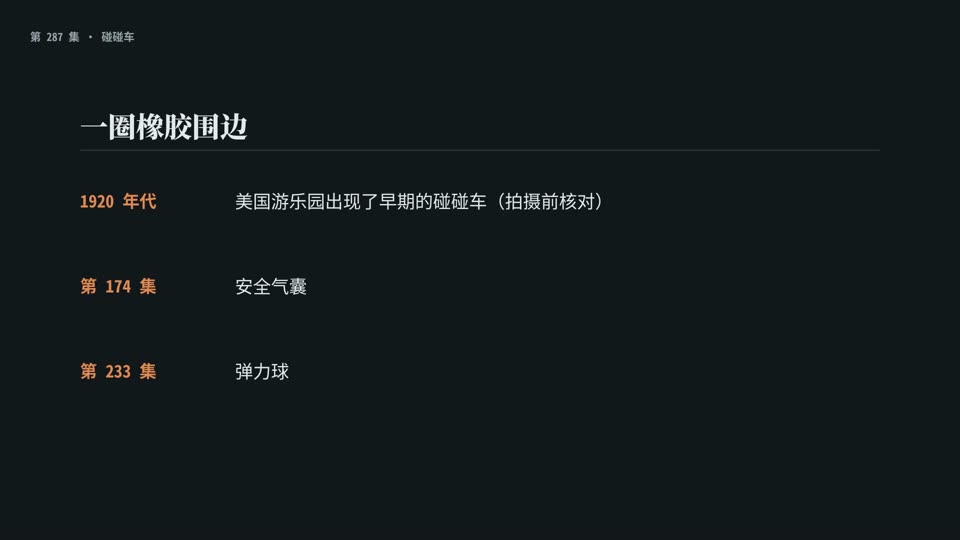 第 287 集 · 碰碰车
一圈橡胶围边
1920 年代 美国游乐园出现了早期的碰碰车（拍摄前核对）
第 174 集 安全气囊
第 233 集 弹力球